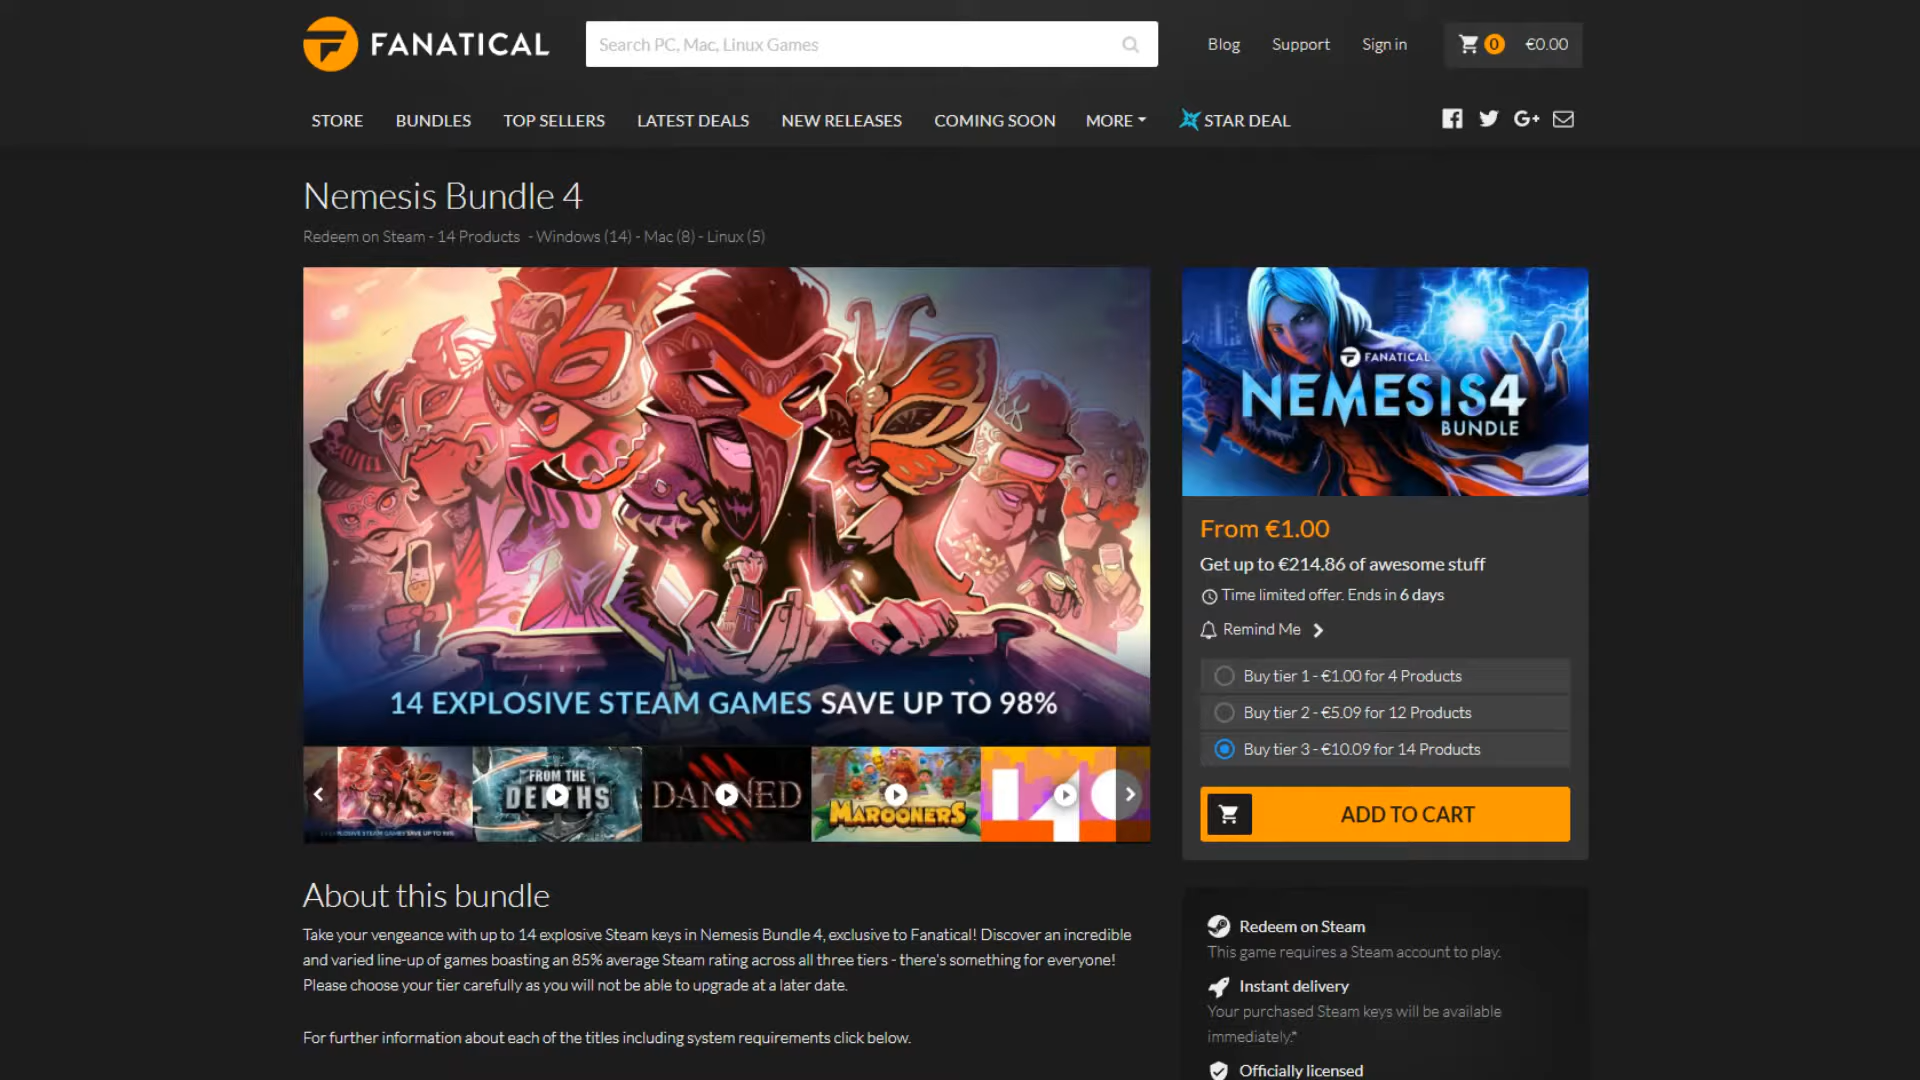 FANATICAL
Search PC, Mac, Linux Games
Blog
Support
Sign in
0
€0.00
STORE
BUNDLES
TOP SELLERS
LATEST DEALS
NEW RELEASES
COMING SOON
MORE
STAR DEAL
G+
Nemesis Bundle 4
Redeem on Steam - 14 Products - Windows (14) - Mac (8) - Linux (5)
14 EXPLOSIVE STEAM GAMES SAVE UP TO 98%
EXPLOSIVE STEAM GAMES SAVE UP TO 98%
FROM THE
DEPTHS
DAMNED
MAROONERS
140
FANATICAL
NEMESIS4
BUNDLE
From €1.00
Get up to €214.86 of awesome stuff
Time limited offer. Ends in 6 days
Remind Me
Buy tier 1 - €1.00 for 4 Products
Buy tier 2 - €5.09 for 12 Products
Buy tier 3 - €10.09 for 14 Products
ADD TO CART
About this bundle
Take your vengeance with up to 14 explosive Steam keys in Nemesis Bundle 4, exclusive to Fanatical! Discover an incredible
and varied line-up of games boasting an 85% average Steam rating across all three tiers - there's something for everyone!
Please choose your tier carefully as you will not be able to upgrade at a later date.
For further information about each of the titles including system requirements click below.
Redeem on Steam
This game requires a Steam account to play.
Instant delivery
Your purchased Steam keys will be available
immediately.*
Officially licensed